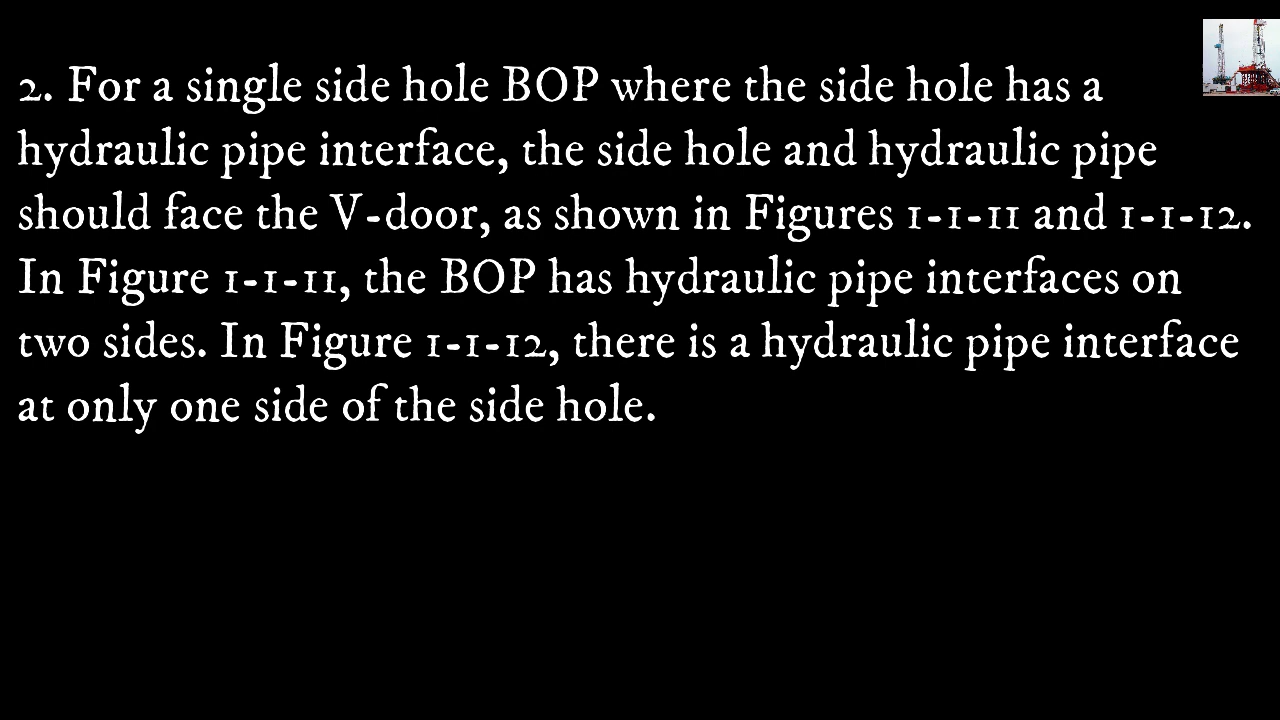 2. For a single side hole BOP where the side hole has a
hydraulic pipe interface, the side hole and hydraulic pipe
should face the V-door, as shown in Figures 1-1-11 and 1-1-12.
In Figure 1-1-11, the BOP has hydraulic pipe interfaces on
two sides. In Figure 1-1-12, there is a hydraulic pipe interface
at only one side of the side hole.